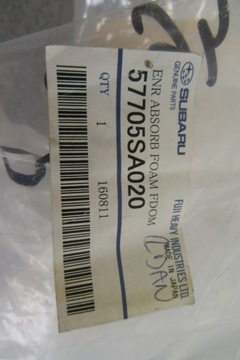 SUBARU
GENUINE PARTS
FUJI HEAVY INDUSTRIES LTD.
MADE IN JAPAN
ENR ABSORB FOAM FDOM
57705SA020
QTY 1 160811